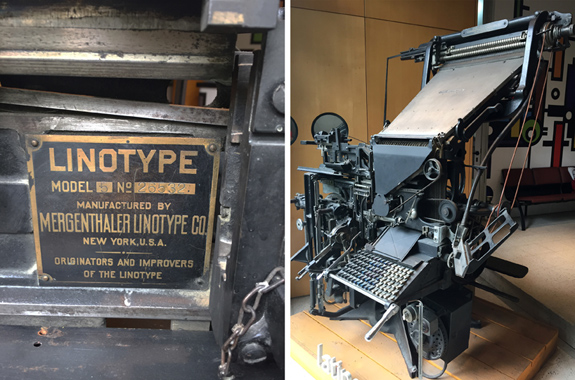 LINOTYPE
MODEL Nº
MANUFACTURED BY
MERGENTHALER LINOTYPE CO.
NEW YORK, U.S.A.
ORIGINATORS AND IMPROVERS
OF THE LINOTYPE